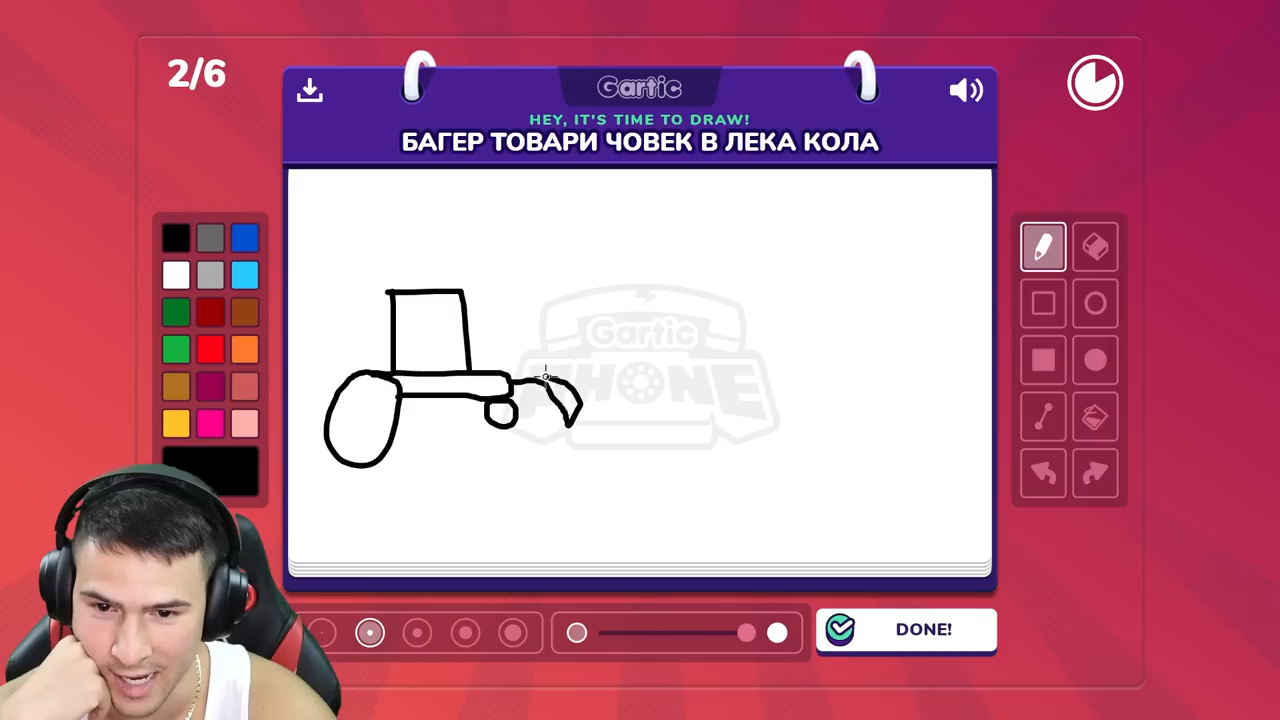 2/6
Gartic
HEY, IT'S TIME TO DRAW!
БАГЕР ТОВАРИ ЧОВЕК В ЛЕКА КОЛА
Gartic
PHONE
DONE!